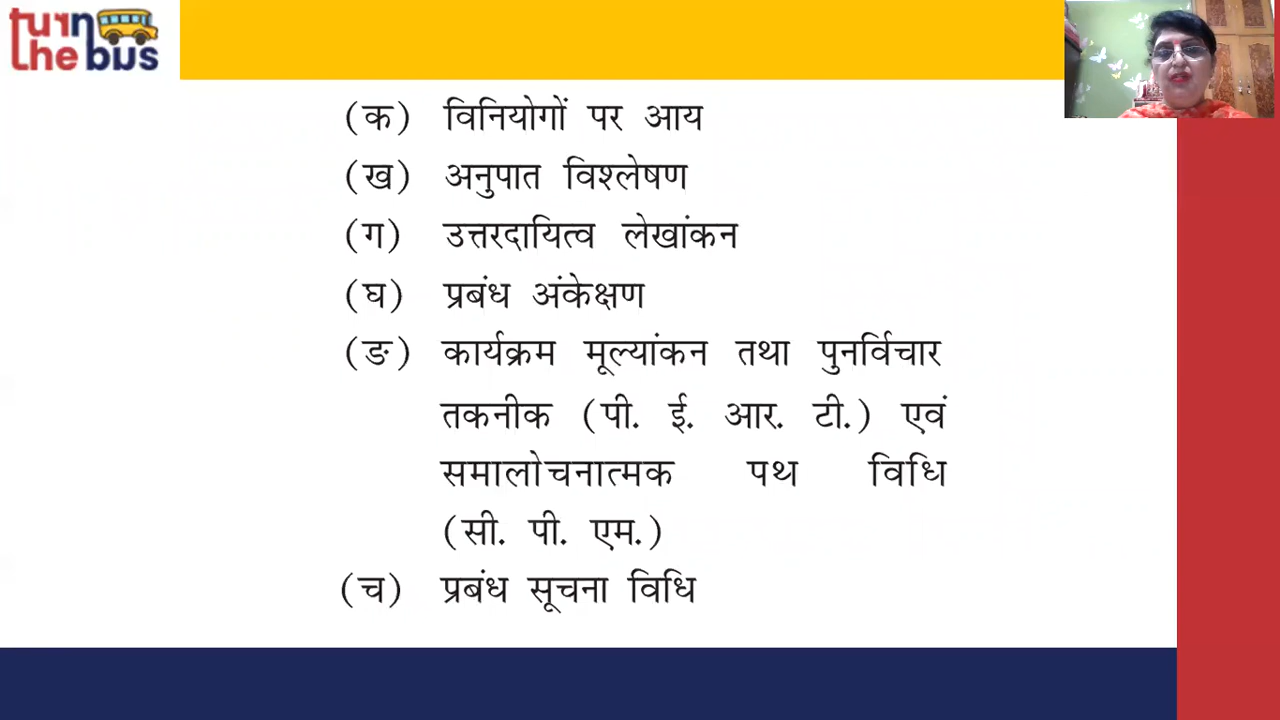 turn
the bus
(क) विनियोगों पर आय
(ख) अनुपात विश्लेषण
(ग) उत्तरदायित्व लेखांकन
(घ) प्रबंध अंकेक्षण
(ङ) कार्यक्रम मूल्यांकन तथा पुनर्विचार
तकनीक (पी. ई. आर. टी.) एवं
समालोचनात्मक पथ विधि
(सी. पी. एम.)
(च) प्रबंध सूचना विधि